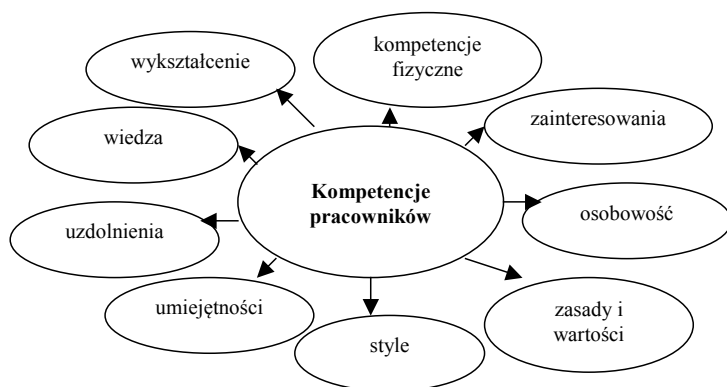 kompetencje
fizyczne
wykształcenie
zainteresowania
wiedza
Kompetencje
pracowników
osobowość
uzdolnienia
umiejętności
zasady i
wartości
style